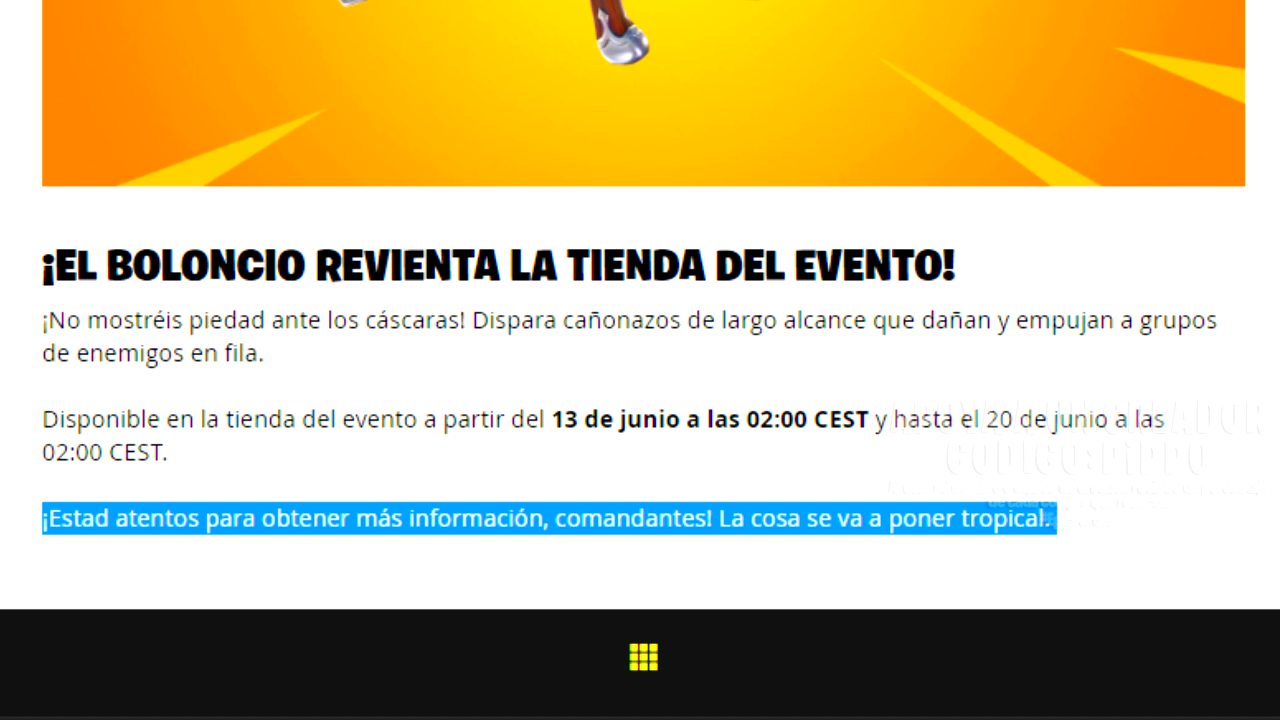 ¡EL BOLONCIO REVIENTA LA TIENDA DEL EVENTO!
¡No mostréis piedad ante los cáscaras! Dispara cañonazos de largo alcance que dañan y empujan a grupos
de enemigos en fila.
Disponible en la tienda del evento a partir del 13 de junio a las 02:00 CEST y hasta el 20 de junio a las
02:00 CEST.
CODIGO: PIPPO
¡Estad atentos para obtener más información, comandantes! La cosa se va a poner tropical.